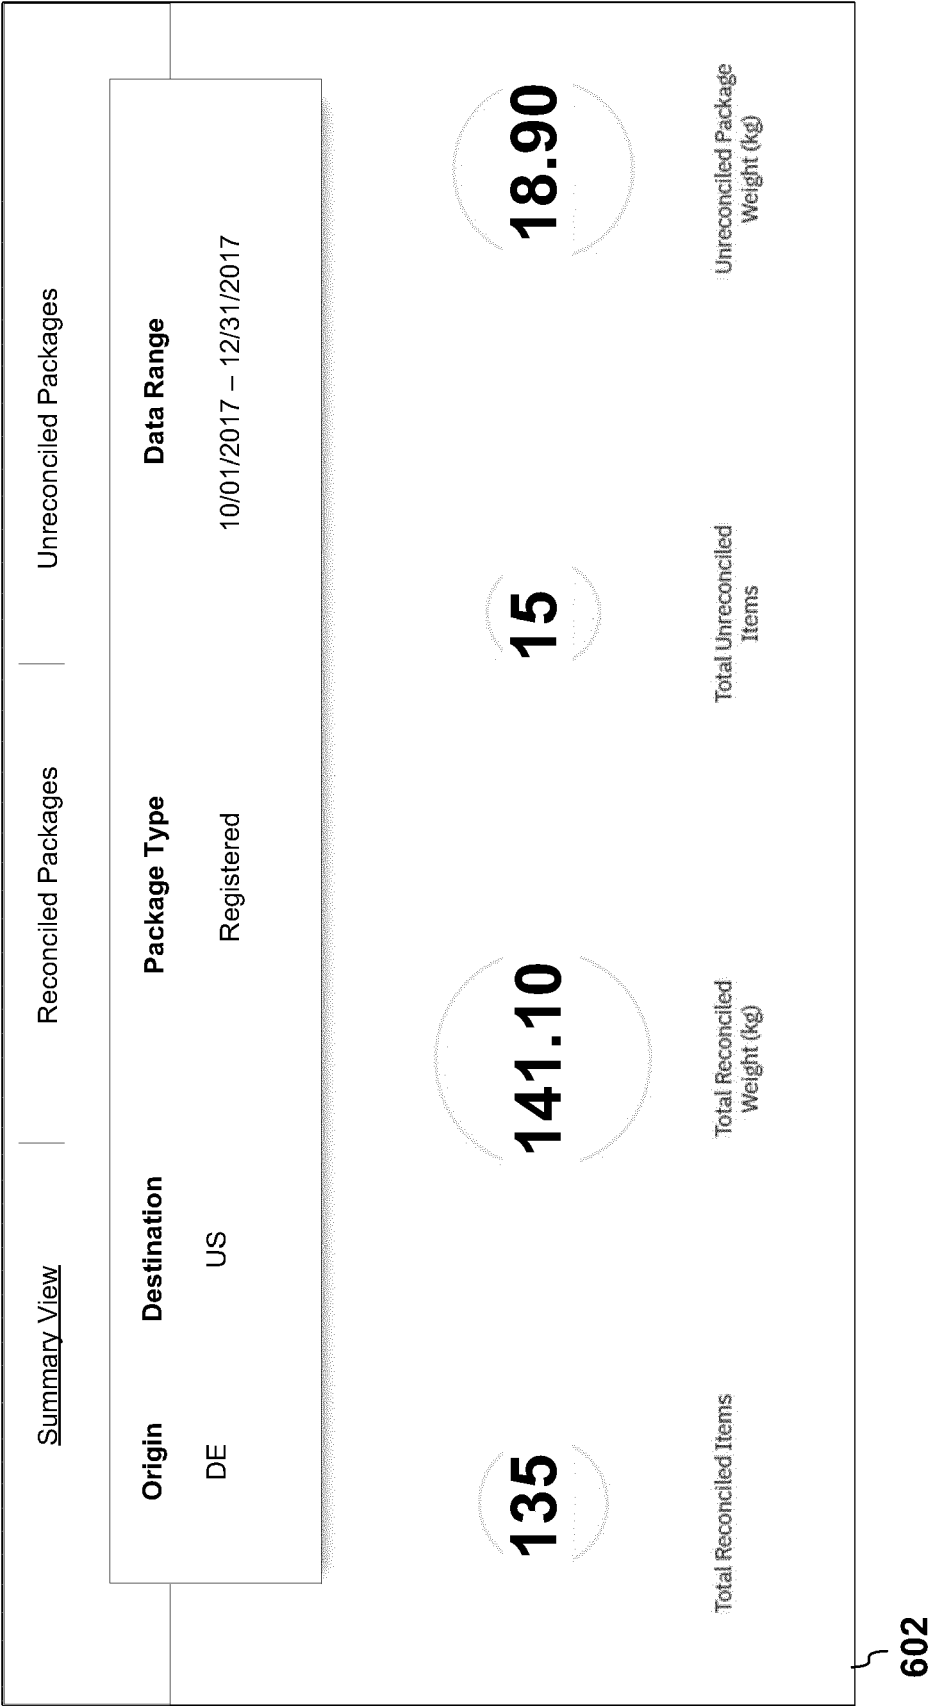 Summary View
Reconciled Packages
Unreconciled Packages
Origin
Destination
Package Type
Data Range
DE
US
Registered
10/01/2017 – 12/31/2017
135
141.10
15
18.90
Total Reconciled Items
Total Reconciled
Weight (kg)
Total Unreconciled
Items
Unreconciled Package
Weight (kg)
602